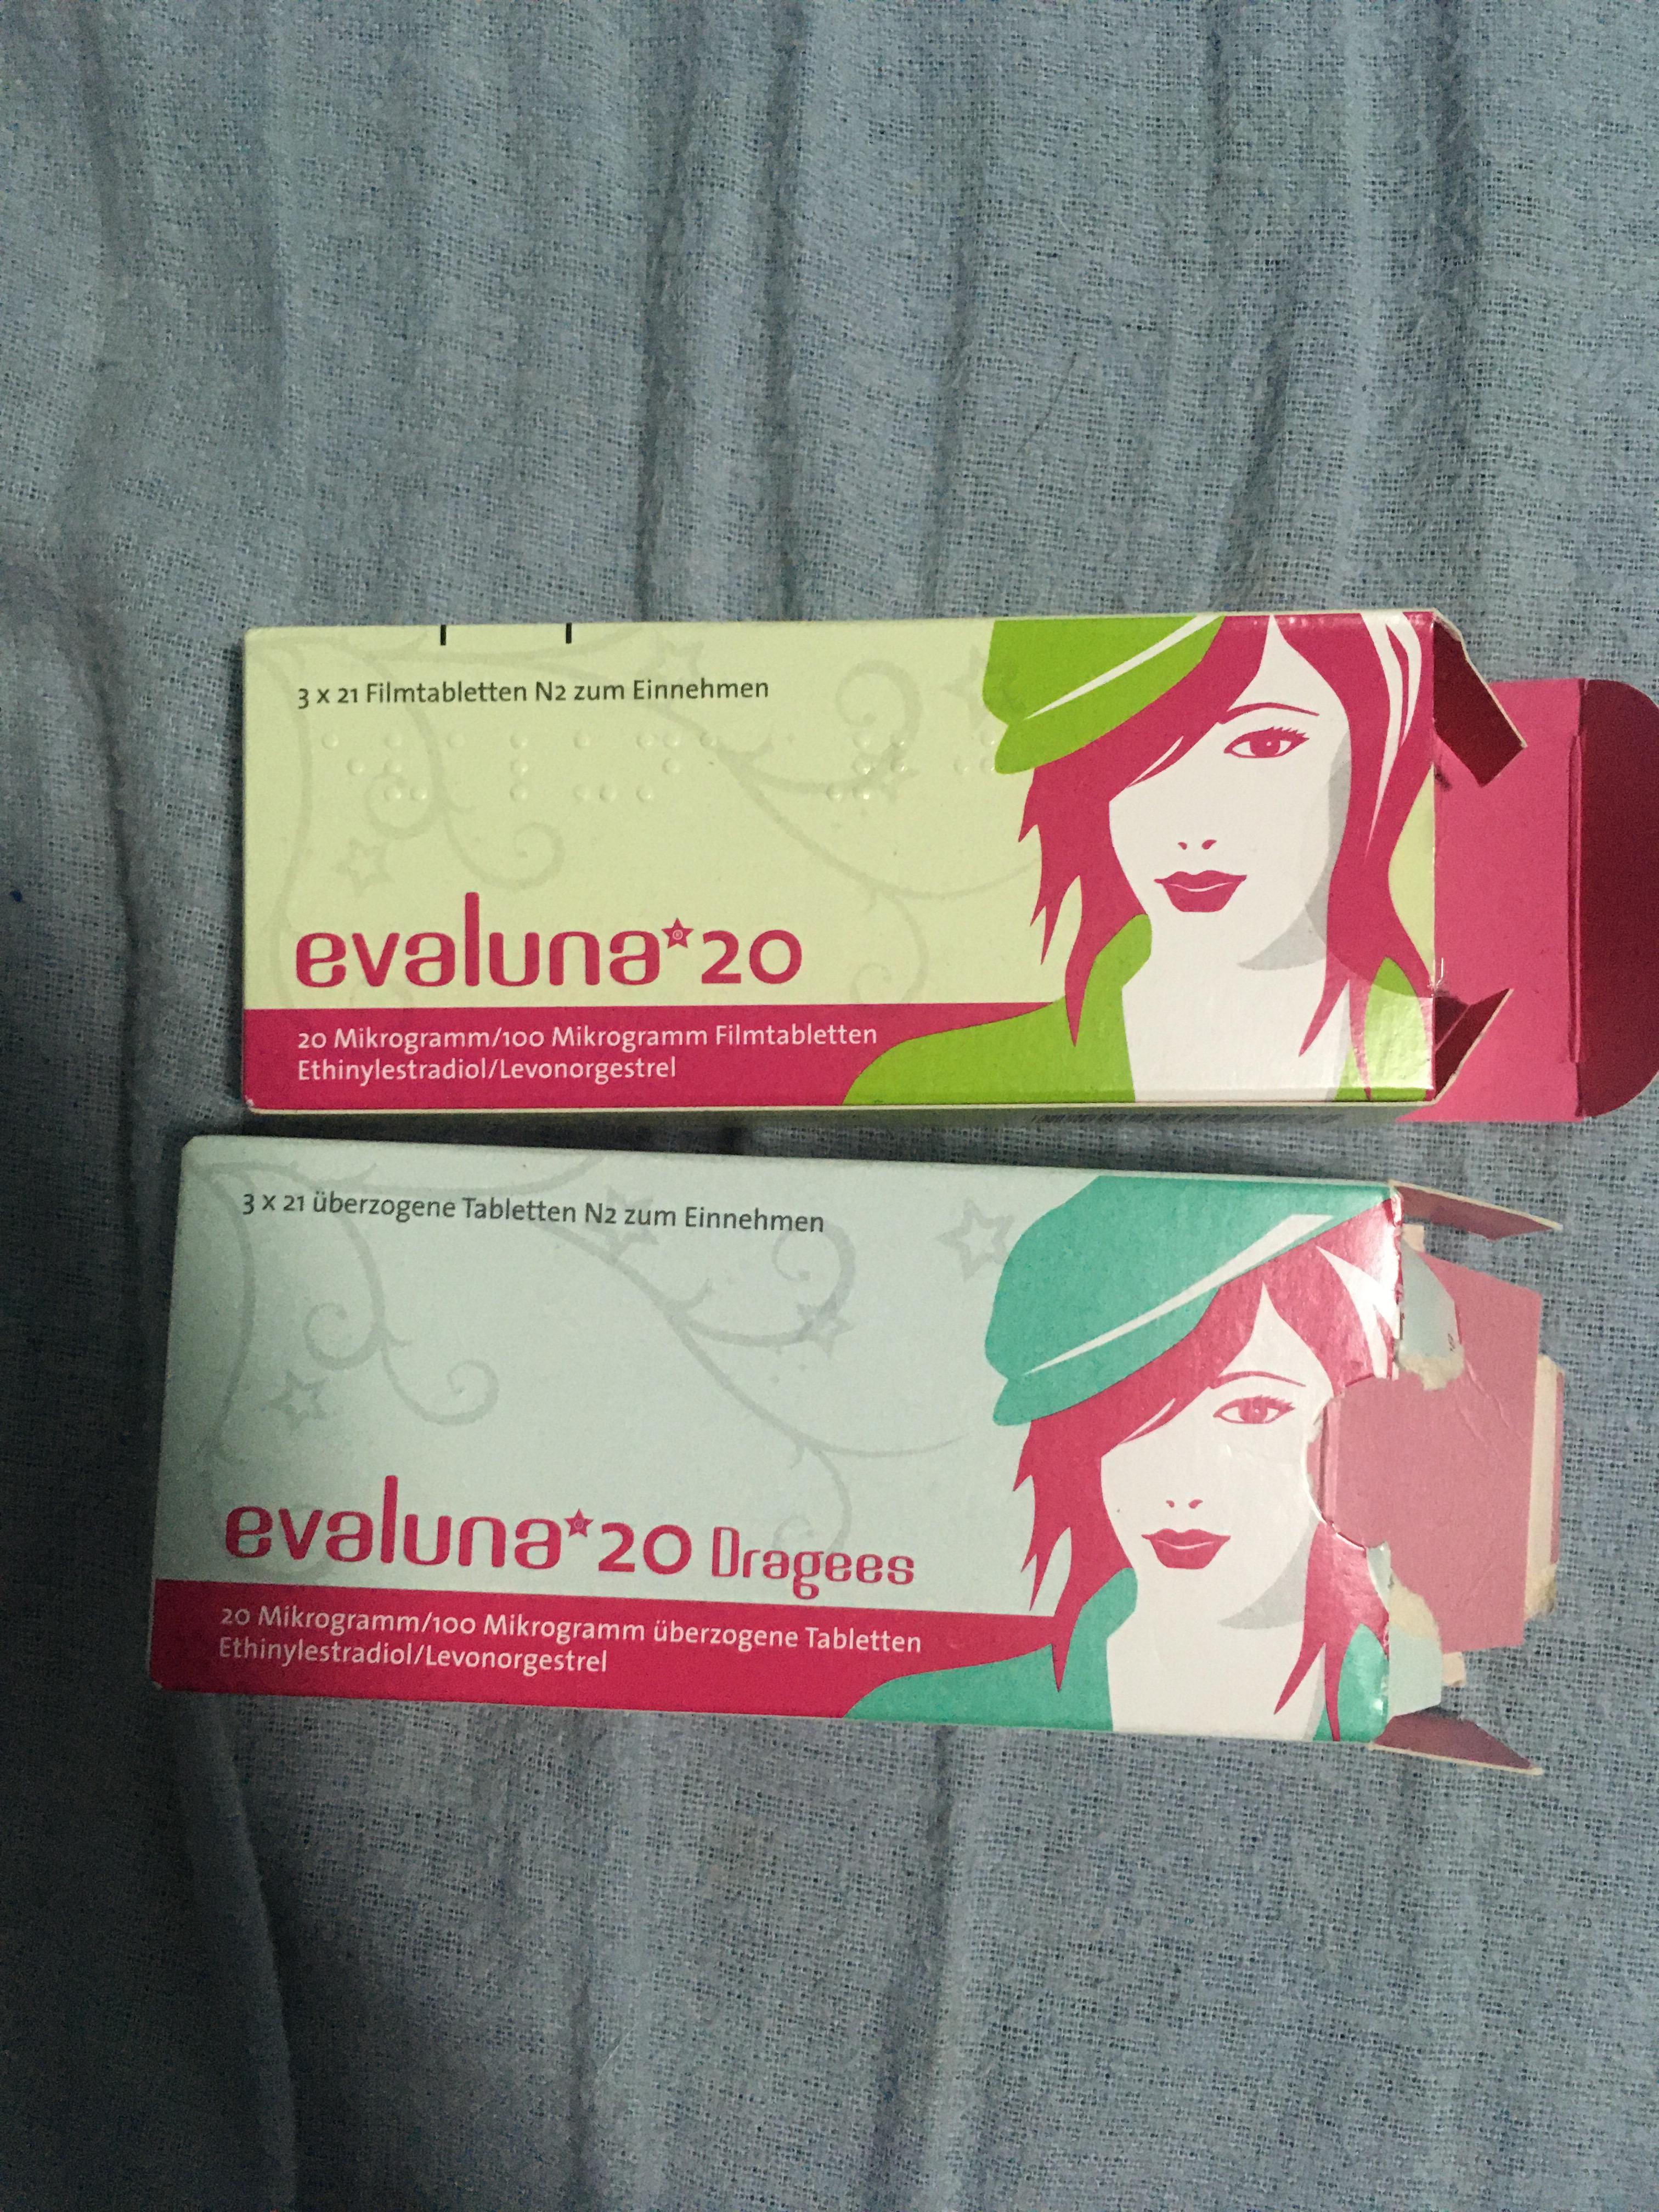 3 x 21 Filmtabletten N2 zum Einnehmen
evaluna*20
20 Mikrogramm/100 Mikrogramm Filmtabletten
Ethinylestradiol/Levonorgestrel
3 x 21 überzogene Tabletten N2 zum Einnehmen
evaluna*20 Dragees
20 Mikrogramm/100 Mikrogramm überzogene Tabletten
Ethinylestradiol/Levonorgestrel